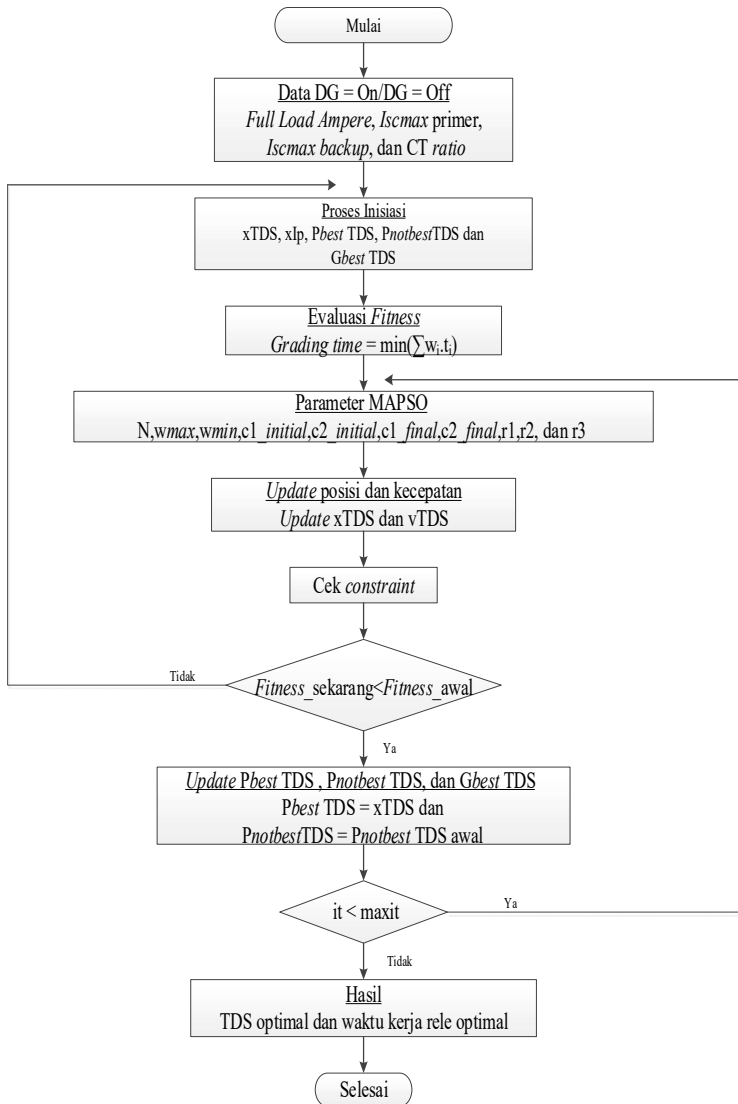 Mulai
Data DG = On/DG = Off
Full Load Ampere, Iscmax primer,
Iscmax backup, dan CT ratio
Proses Inisiasi
xTDS, xIp, Pbest TDS, PnotbestTDS dan
Gbest TDS
Evaluasi Fitness
Grading time = min(∑wᵢ.tᵢ)
Parameter MAPSO
N,wmax,wmin,c1_initial,c2_initial,c1_final,c2_final,r1,r2, dan r3
Update posisi dan kecepatan
Update xTDS dan vTDS
Cek constraint
Tidak
Fitness_sekarang<Fitness_awal
Ya
Update Pbest TDS , Pnotbest TDS, dan Gbest TDS
Pbest TDS = xTDS dan
PnotbestTDS = Pnotbest TDS awal
it < maxit
Ya
Tidak
Hasil
TDS optimal dan waktu kerja rele optimal
Selesai